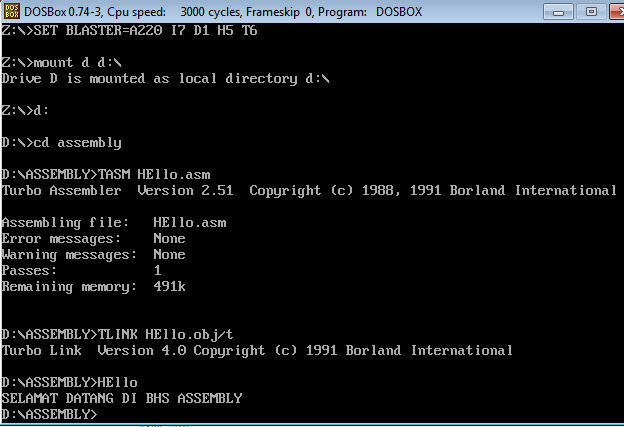 DOS BOX DOSBox 0.74-3, Cpu speed: 3000 cycles, Frameskip 0, Program: DOSBOX
Z:\>SET BLASTER=A220 I7 D1 H5 T6
Z:\>mount d d:\
Drive D is mounted as local directory d:\
Z:\>d:
D:\>cd assembly
D:\ASSEMBLY>TASM HEllo.asm
Turbo Assembler Version 2.51 Copyright (c) 1988, 1991 Borland International
Assembling file: HEllo.asm
Error messages: None
Warning messages: None
Passes: 1
Remaining memory: 491k
D:\ASSEMBLY>TLINK HEllo.obj/t
Turbo Link Version 4.0 Copyright (c) 1991 Borland International
D:\ASSEMBLY>HEllo
SELAMAT DATANG DI BHS ASSEMBLY
D:\ASSEMBLY>